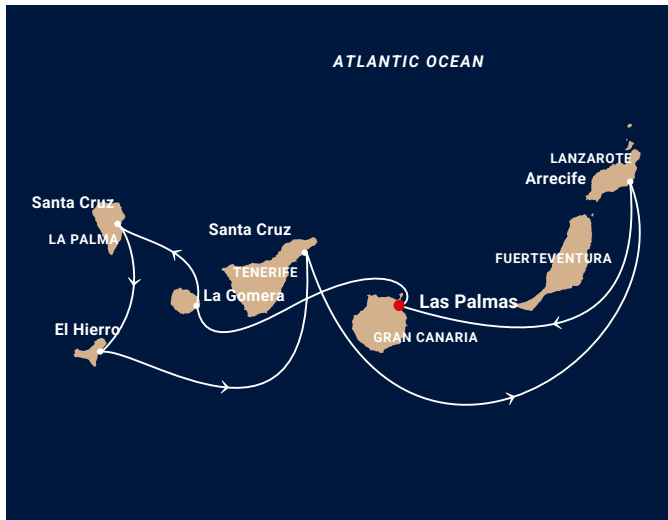 ATLANTIC OCEAN
LANZAROTE
Arrecife
Santa Cruz
LA PALMA
Santa Cruz
TENERIFE
FUERTEVENTURA
La Gomera
Las Palmas
GRAN CANARIA
El Hierro